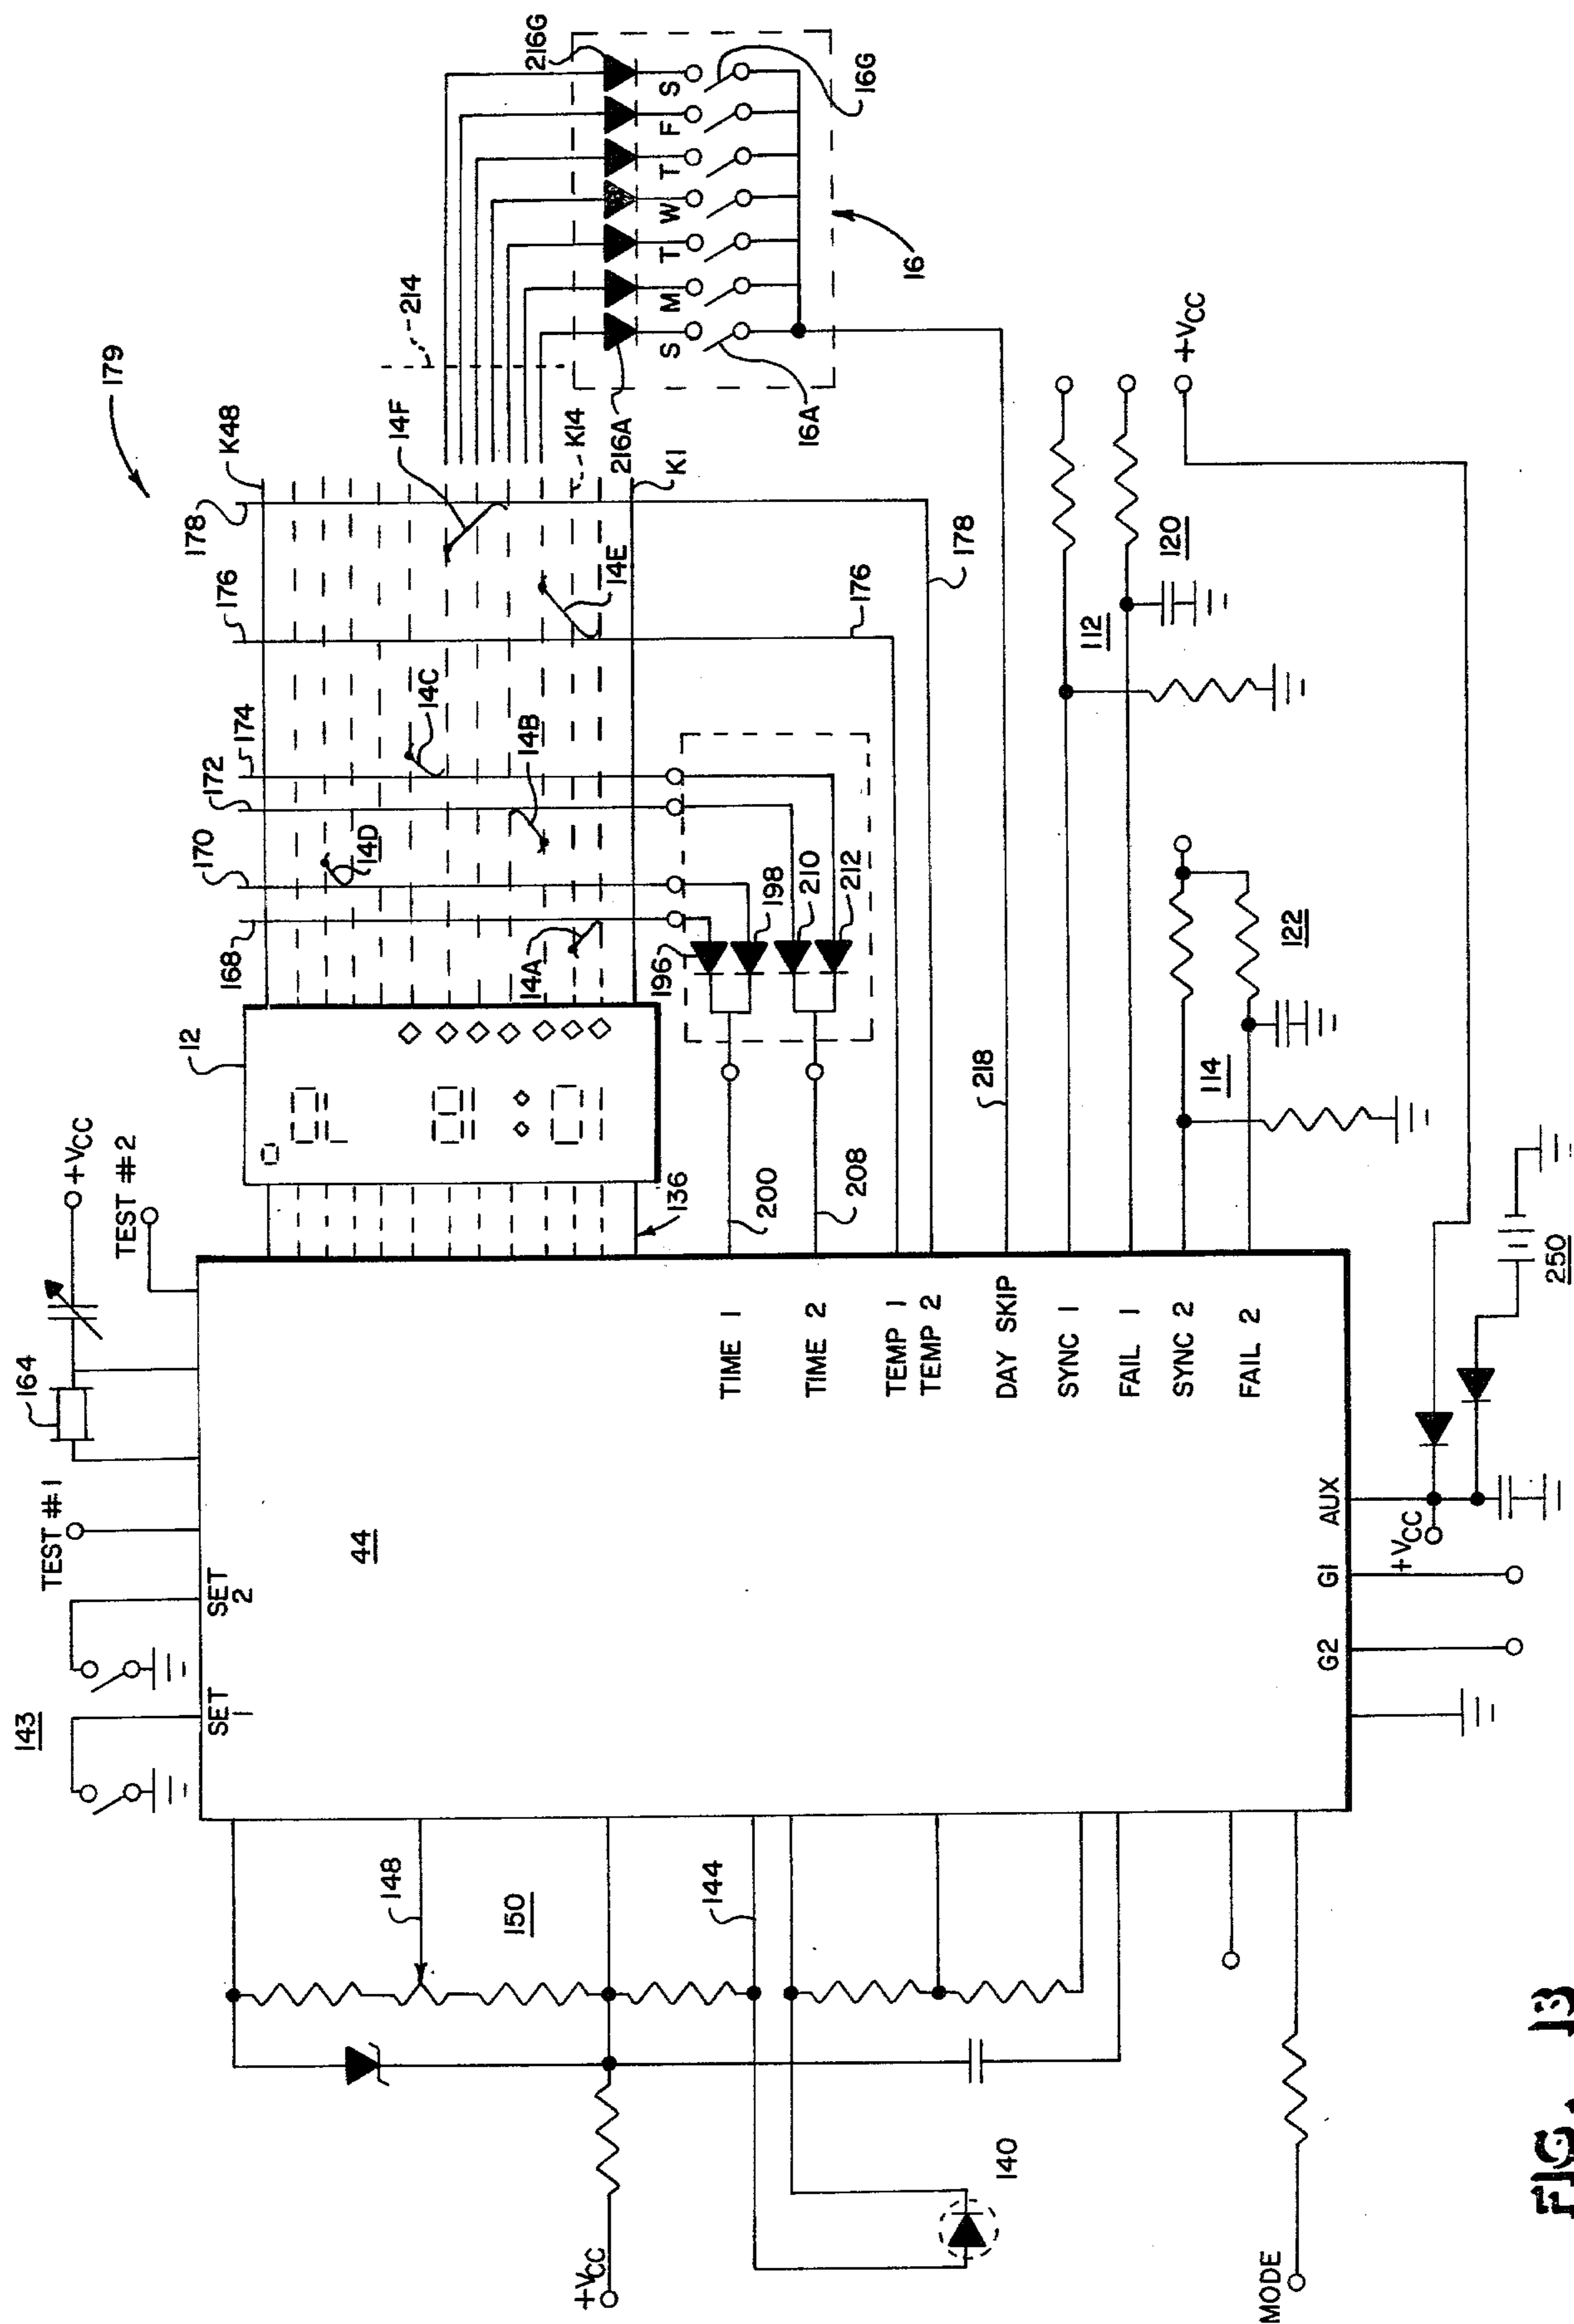 179
K48
178
176
174
172
170
168
12
+VCC
TEST #2
164
TEST #1
143
SET 1
SET 2
44
148
150
144
140
+VCC
MODE
14F
14E
14C
14B
14D
14A
K14
K1
214
216G
216A
S
M
T
W
T
F
S
16G
16A
16
136
196
198
210
212
200
208
176
178
218
TIME 1
TIME 2
TEMP 1
TEMP 2
DAY SKIP
SYNC 1
FAIL 1
SYNC 2
FAIL 2
112
120
+VCC
114
122
G2
G1
AUX
+VCC
250
FIG. 13